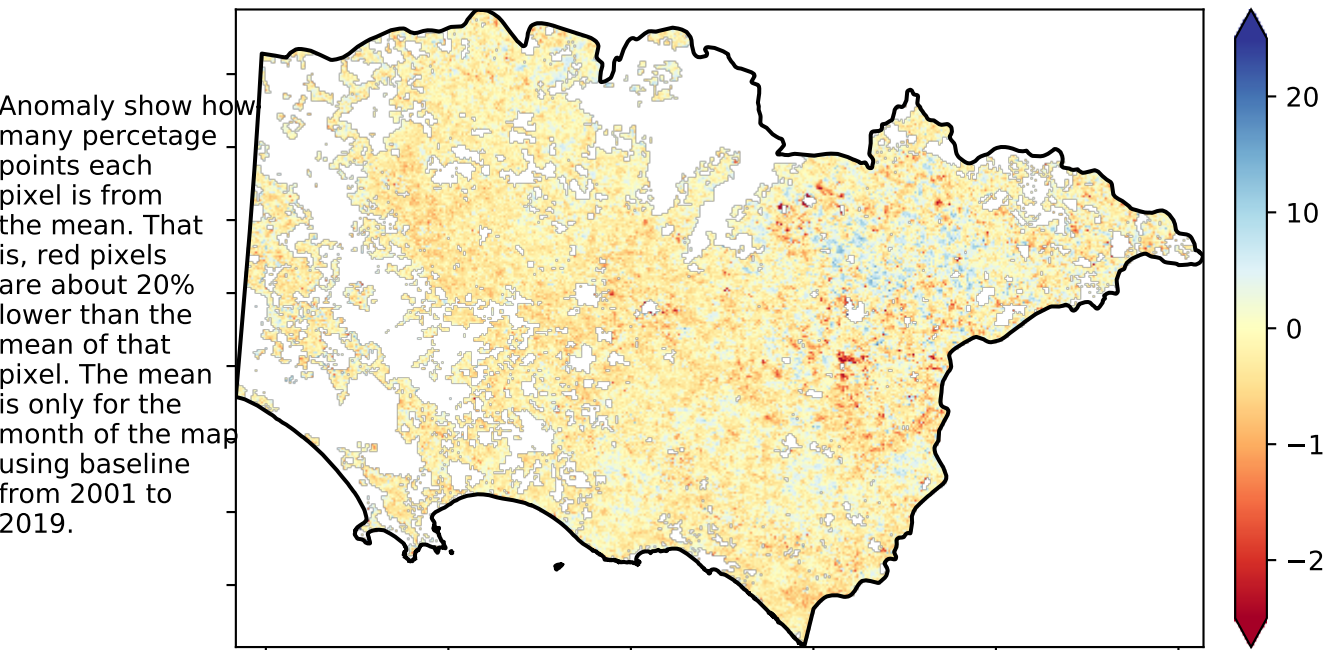 Anomaly show how
many percetage
points each
pixel is from
the mean. That
is, red pixels
are about 20%
lower than the
mean of that
pixel. The mean
is only for the
month of the map
using baseline
from 2001 to
2019.
20
10
0
−1
−2